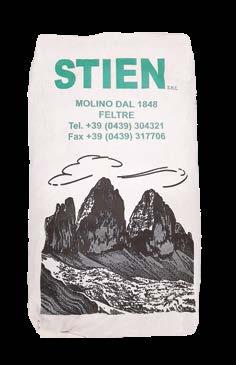 STIEN S.N.C.
MOLINO DAL 1848
FELTRE
Tel. +39 (0439) 304321
Fax +39 (0439) 317706